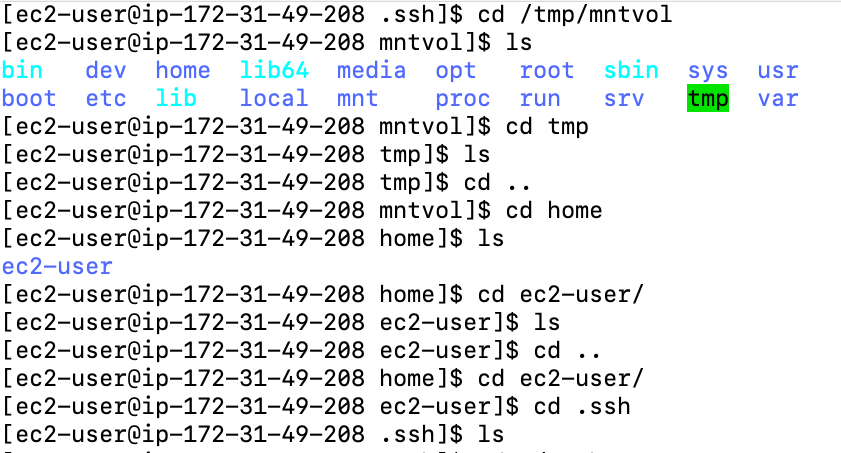 [ec2-user@ip-172-31-49-208 .ssh]$ cd /tmp/mntvol
[ec2-user@ip-172-31-49-208 mntvol]$ ls
bin dev home lib64 media opt root sbin sys usr
boot etc lib local mnt proc run srv tmp var
[ec2-user@ip-172-31-49-208 mntvol]$ cd tmp
[ec2-user@ip-172-31-49-208 tmp]$ ls
[ec2-user@ip-172-31-49-208 tmp]$ cd ..
[ec2-user@ip-172-31-49-208 mntvol]$ cd home
[ec2-user@ip-172-31-49-208 home]$ ls
ec2-user
[ec2-user@ip-172-31-49-208 home]$ cd ec2-user/
[ec2-user@ip-172-31-49-208 ec2-user]$ ls
[ec2-user@ip-172-31-49-208 ec2-user]$ cd ..
[ec2-user@ip-172-31-49-208 home]$ cd ec2-user/
[ec2-user@ip-172-31-49-208 ec2-user]$ cd .ssh
[ec2-user@ip-172-31-49-208 .ssh]$ ls